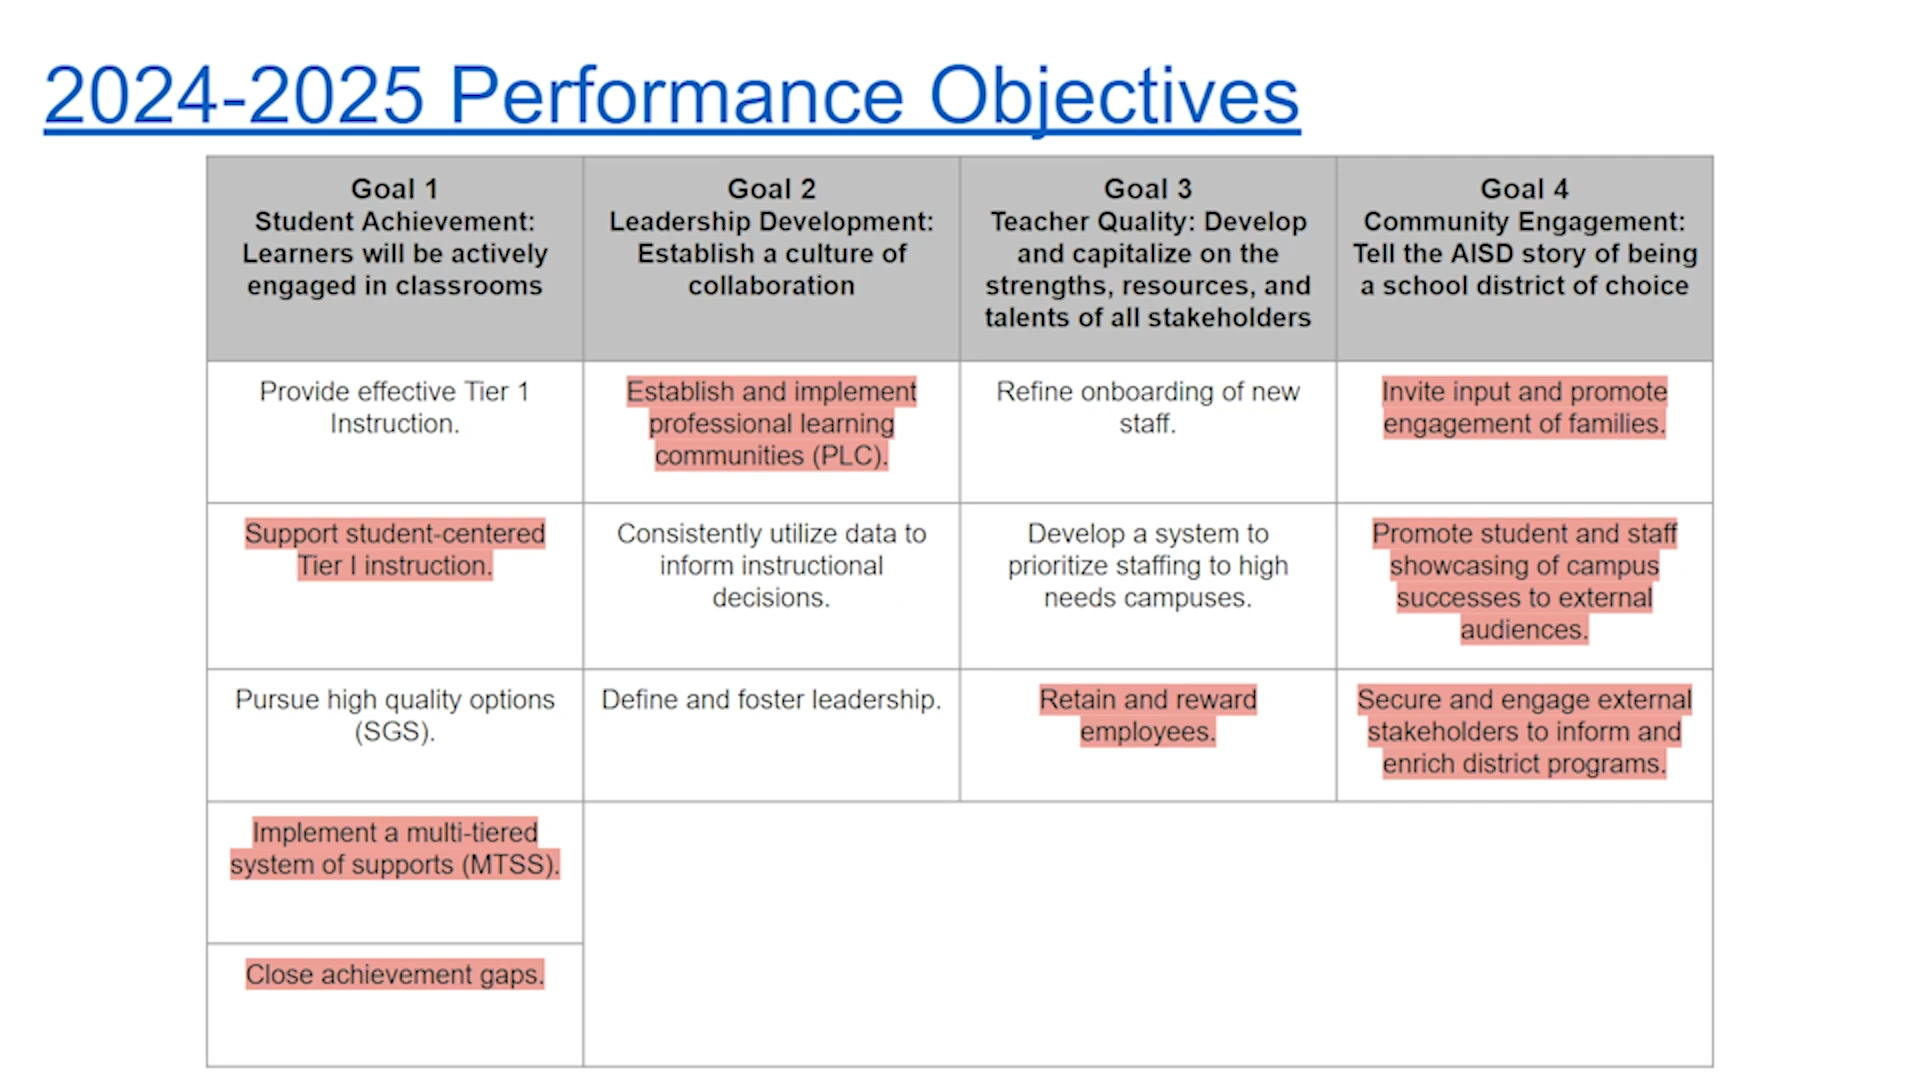 2024-2025 Performance Objectives
Goal 1
Student Achievement:
Learners will be actively
engaged in classrooms
Goal 2
Leadership Development:
Establish a culture of
collaboration
Goal 3
Teacher Quality: Develop
and capitalize on the
strengths, resources, and
talents of all stakeholders
Goal 4
Community Engagement:
Tell the AISD story of being
a school district of choice
Provide effective Tier 1
Instruction.
Establish and implement
professional learning
communities (PLC).
Refine onboarding of new
staff.
Invite input and promote
engagement of families.
Support student-centered
Tier I instruction.
Consistently utilize data to
inform instructional
decisions.
Develop a system to
prioritize staffing to high
needs campuses.
Promote student and staff
showcasing of campus
successes to external
audiences.
Pursue high quality options
(SGS).
Define and foster leadership.
Retain and reward
employees.
Secure and engage external
stakeholders to inform and
enrich district programs.
Implement a multi-tiered
system of supports (MTSS).
Close achievement gaps.